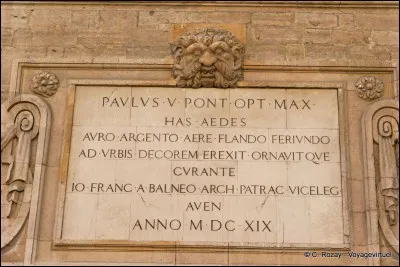 PAVLVS · V · PONT · OPT · MAX ·
HAS · AEDES
AVRO · ARGENTO · AERE · FLANDO · FERIVNDO
AD · VRBIS · DECOREM · EREXIT · ORNAVITQVE
CVRANTE
IO · FRANC · A · BALNEO · ARCH · PATRAC · VICELEG
AVEN
ANNO M · DC · XIX ·
© C. Rozay - Voyagevirtuel